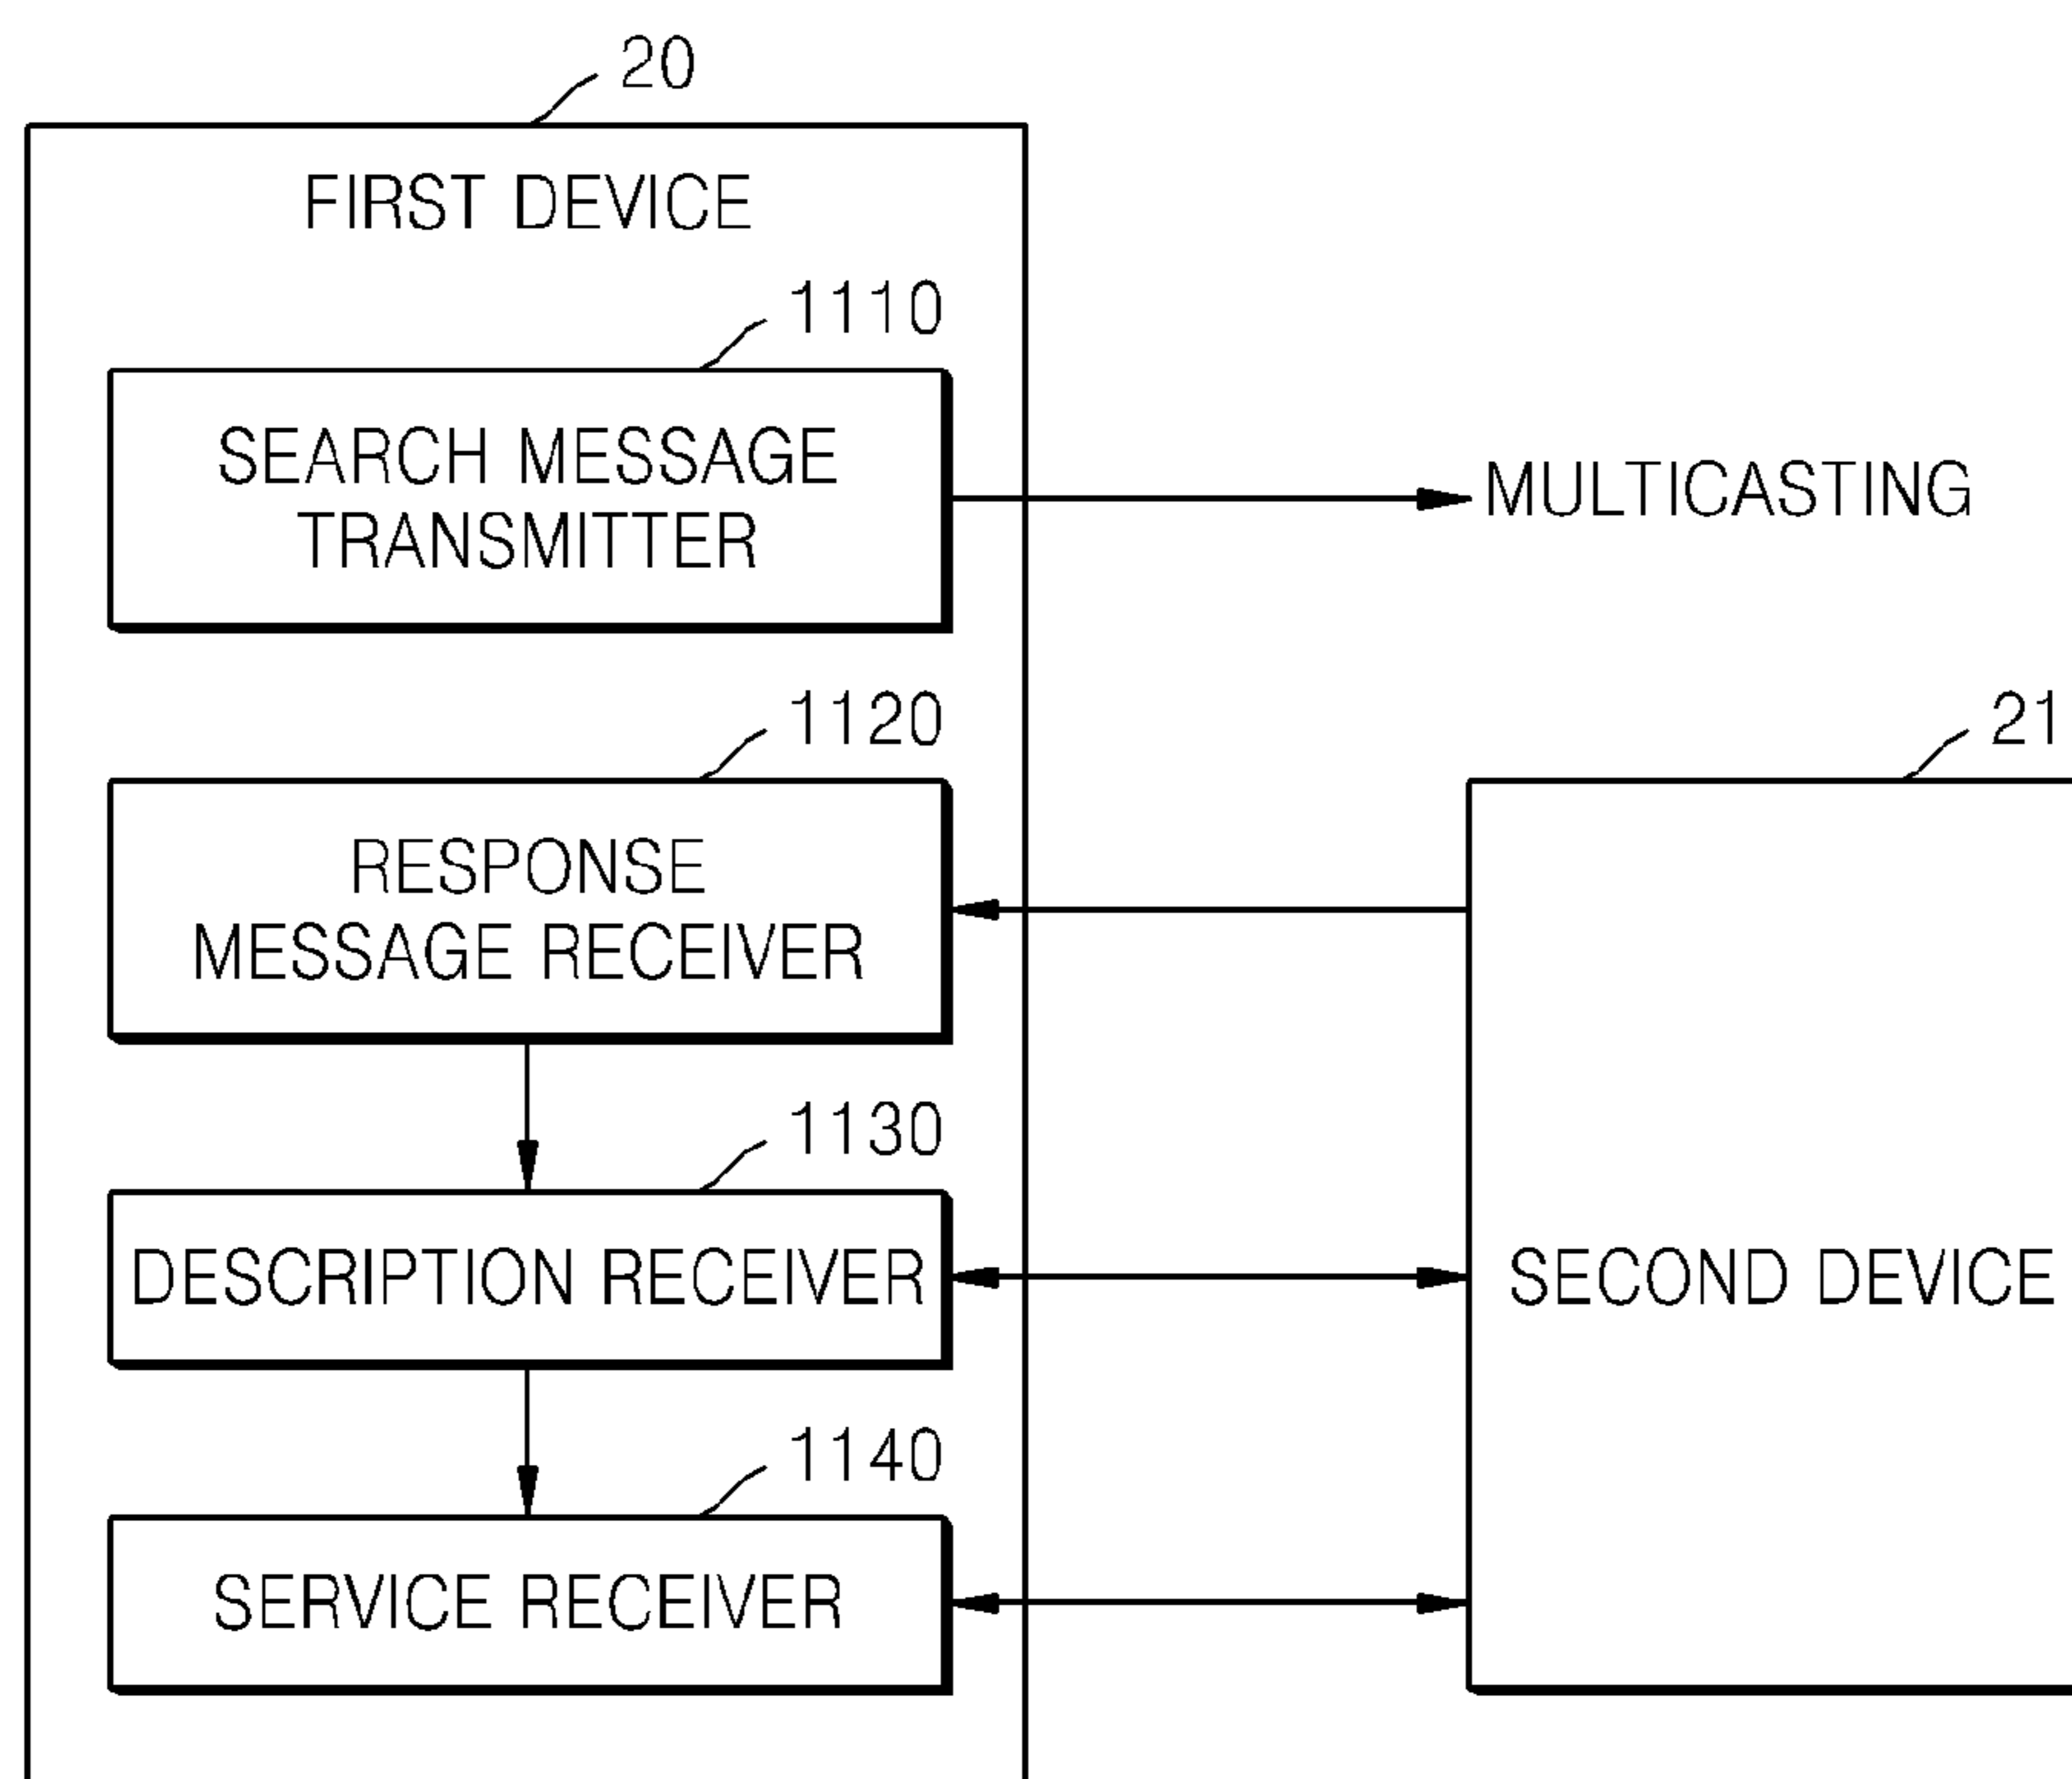 20
FIRST DEVICE
1110
SEARCH MESSAGE
TRANSMITTER
MULTICASTING
1120
RESPONSE
MESSAGE RECEIVER
21
SECOND DEVICE
1130
DESCRIPTION RECEIVER
1140
SERVICE RECEIVER